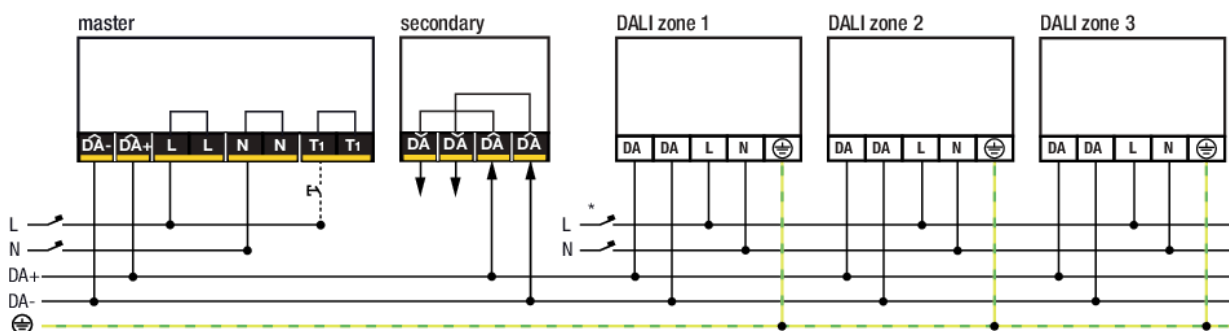 master
secondary
DALI zone 1
DALI zone 2
DALI zone 3
DA- DA+ L L N N T1 T1
DA DA DA DA
DA DA L N
DA DA L N
DA DA L N
L
N
DA+
DA-
L *
N